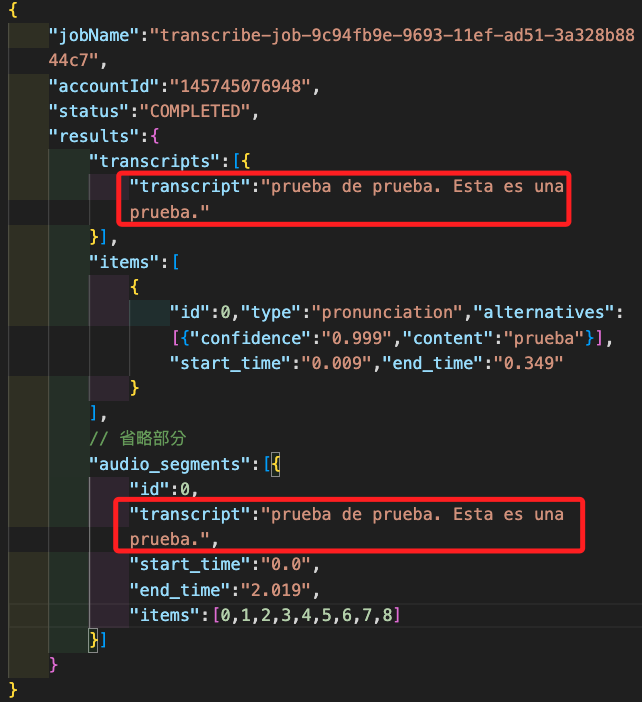 {
"jobName":"transcribe-job-9c94fb9e-9693-11ef-ad51-3a328b88
44c7",
"accountId":"145745076948",
"status":"COMPLETED",
"results":{
"transcripts":[{
"transcript":"prueba de prueba. Esta es una
prueba."
}],
"items":[
{
"id":0,"type":"pronunciation","alternatives":
[{"confidence":"0.999","content":"prueba"}],
"start_time":"0.009","end_time":"0.349"
}
],
// 省略部分
"audio_segments":[{
"id":0,
"transcript":"prueba de prueba. Esta es una
prueba.",
"start_time":"0.0",
"end_time":"2.019",
"items":[0,1,2,3,4,5,6,7,8]
}]
}
}